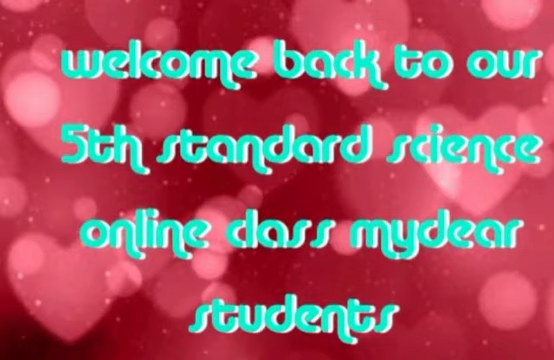 welcome back to our
5th standard science
online class mydear
students